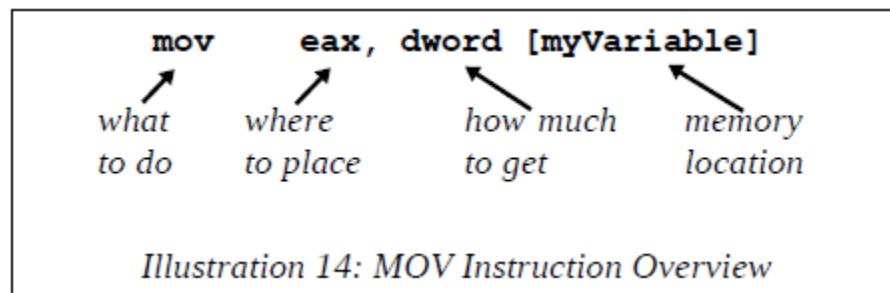 mov eax, dword [myVariable]
what where how much memory
to do to place to get location
Illustration 14: MOV Instruction Overview